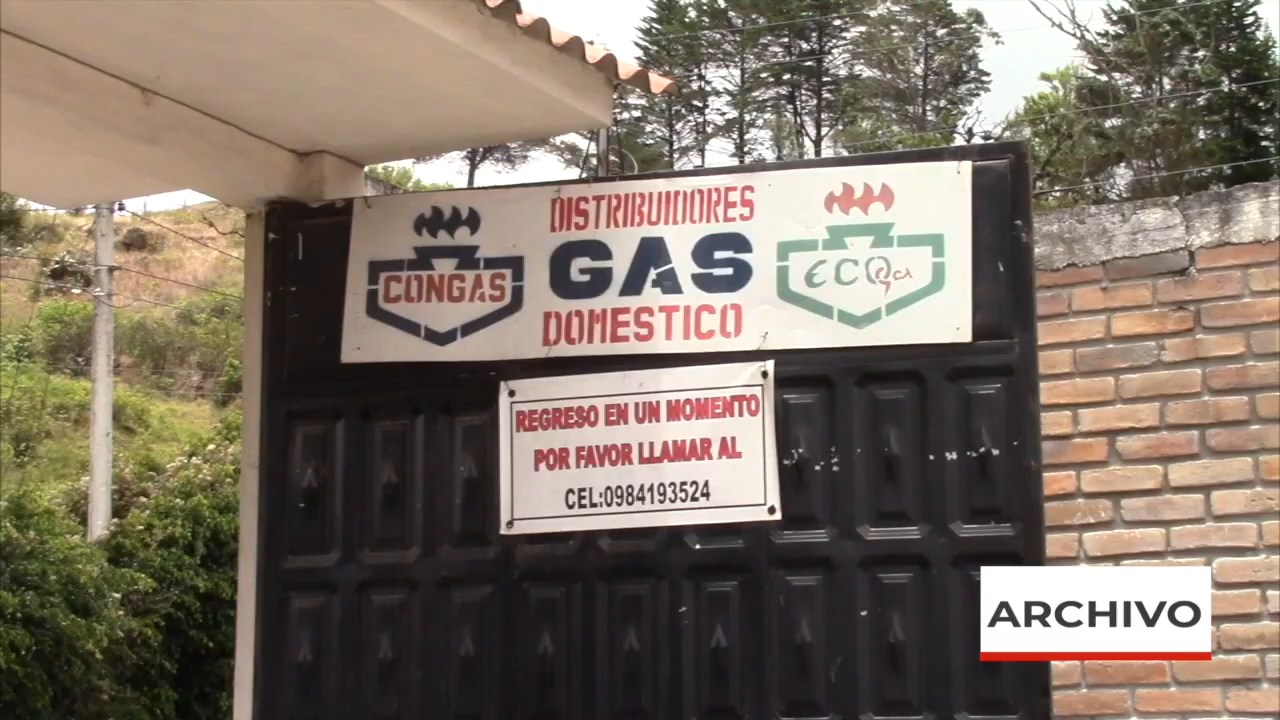 DISTRIBUIDORES
CONGAS
GAS
ECOgas
DOMESTICO
REGRESO EN UN MOMENTO
POR FAVOR LLAMAR AL
CEL:0984193524
ARCHIVO